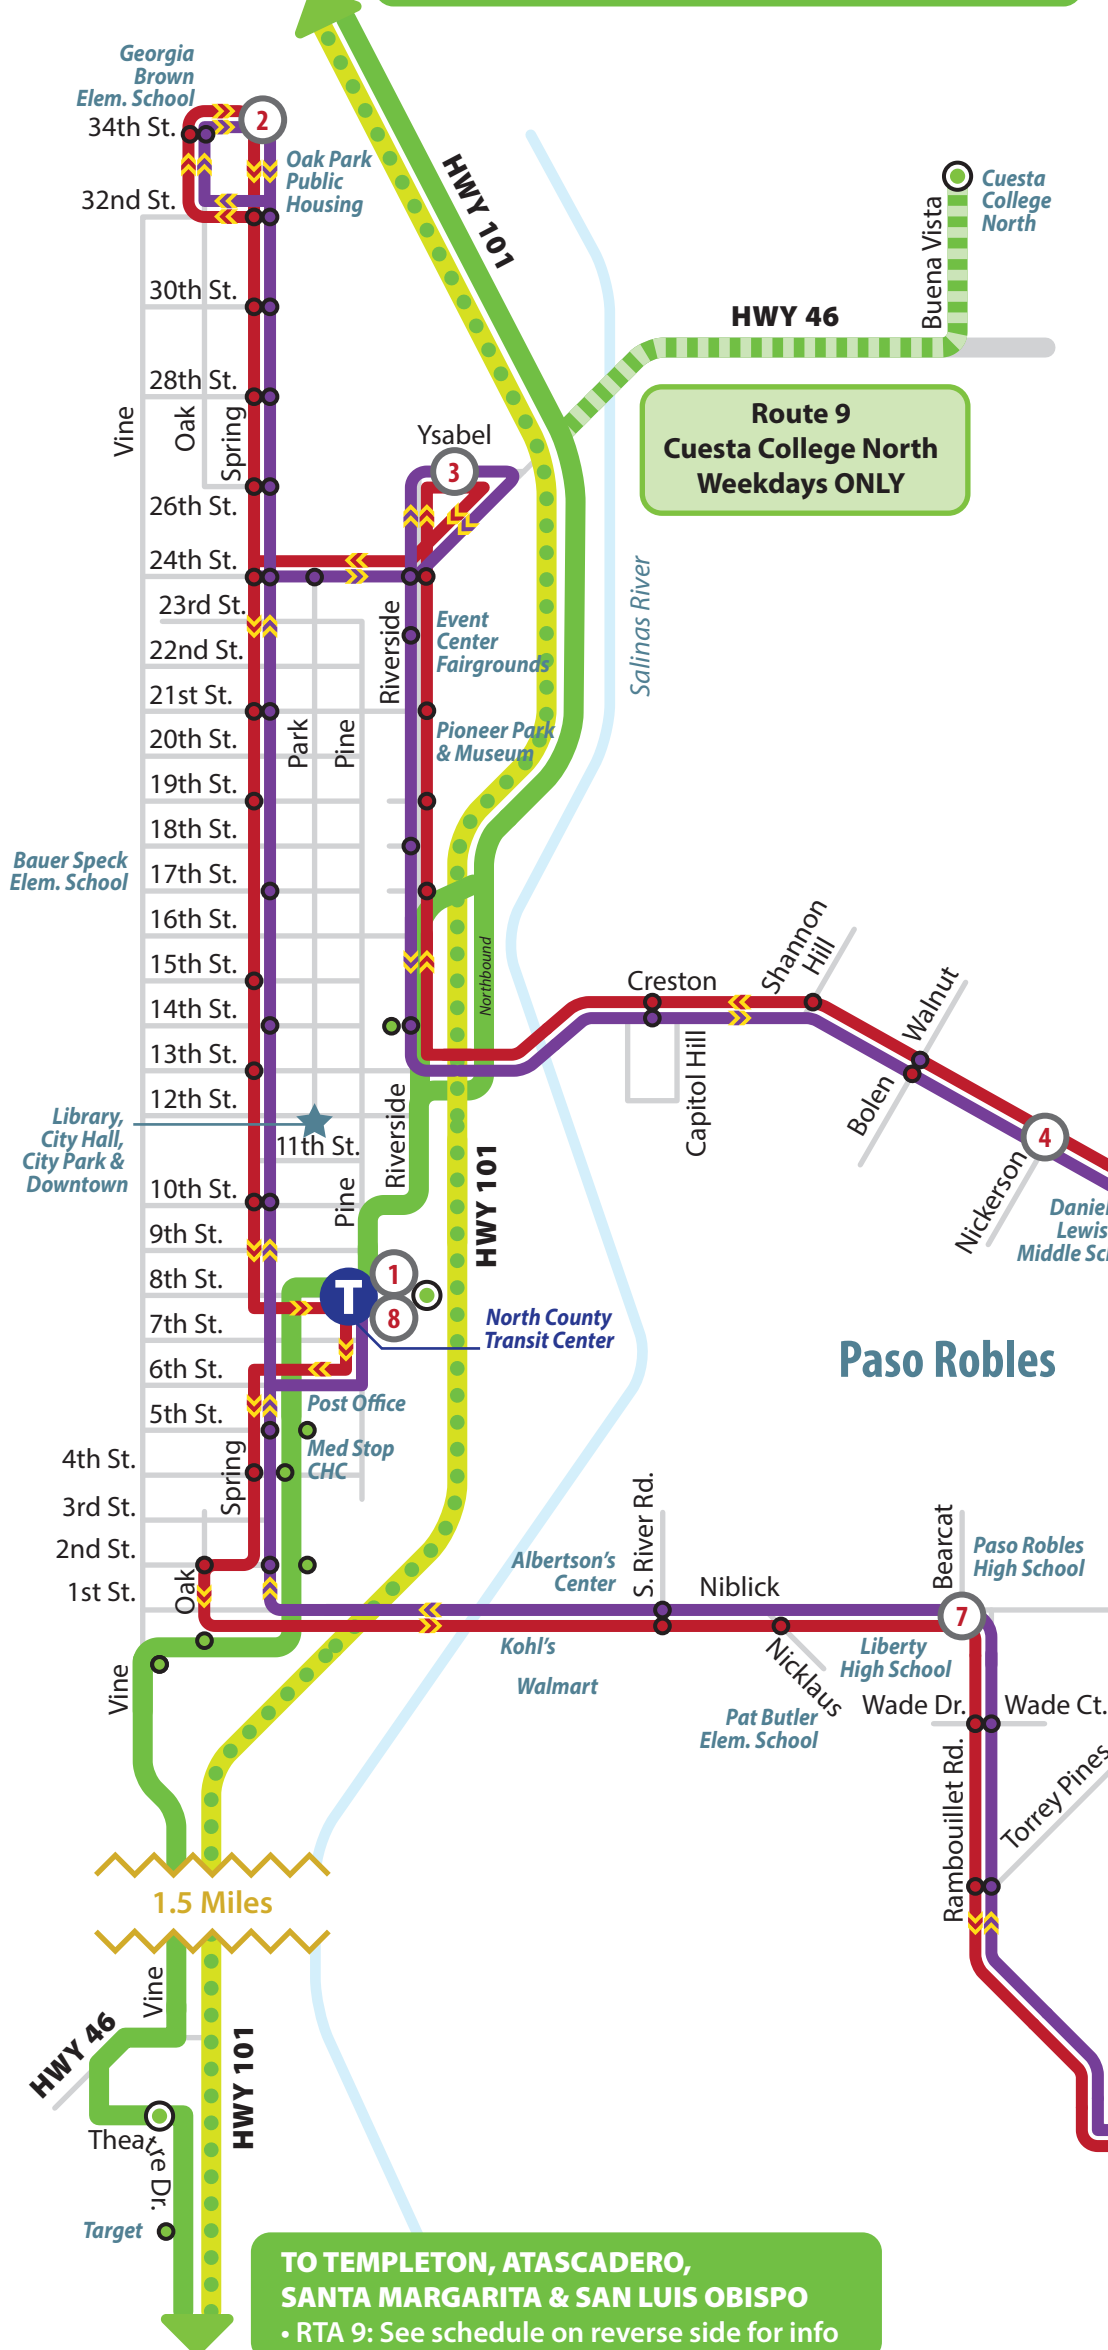 Georgia
Brown
Elem. School
34th St.
2
Oak Park
Public
Housing
32nd St.
HWY 101
Cuesta
College
North
Buena Vista
30th St.
HWY 46
28th St.
Vine
Oak
Spring
Route 9
Cuesta College North
Weekdays ONLY
Ysabel
3
26th St.
24th St.
23rd St.
22nd St.
21st St.
20th St.
19th St.
18th St.
17th St.
16th St.
15th St.
14th St.
13th St.
12th St.
11th St.
10th St.
9th St.
8th St.
7th St.
6th St.
5th St.
4th St.
3rd St.
2nd St.
1st St.
Riverside
Event
Center
Fairgrounds
Salinas River
Park
Pine
Pioneer Park
& Museum
Bauer Speck
Elem. School
Northbound
Creston
Shannon
Hill
Capitol Hill
Walnut
Bolen
4
Nickerson
Daniel
Lewis
Middle Sc
Library,
City Hall,
City Park &
Downtown
Riverside
Pine
HWY 101
T
1
8
North County
Transit Center
Paso Robles
Post Office
Med Stop
CHC
Spring
Oak
Albertson's
Center
S. River Rd.
Niblick
Bearcat
Paso Robles
High School
7
Kohl's
Walmart
Nicklaus
Liberty
High School
Pat Butler
Elem. School
Wade Dr.
Wade Ct.
Rambouillet Rd.
Torrey Pines
Vine
1.5 Miles
Vine
HWY 46
HWY 101
Theatre Dr.
Target
TO TEMPLETON, ATASCADERO,
SANTA MARGARITA & SAN LUIS OBISPO
• RTA 9: See schedule on reverse side for info